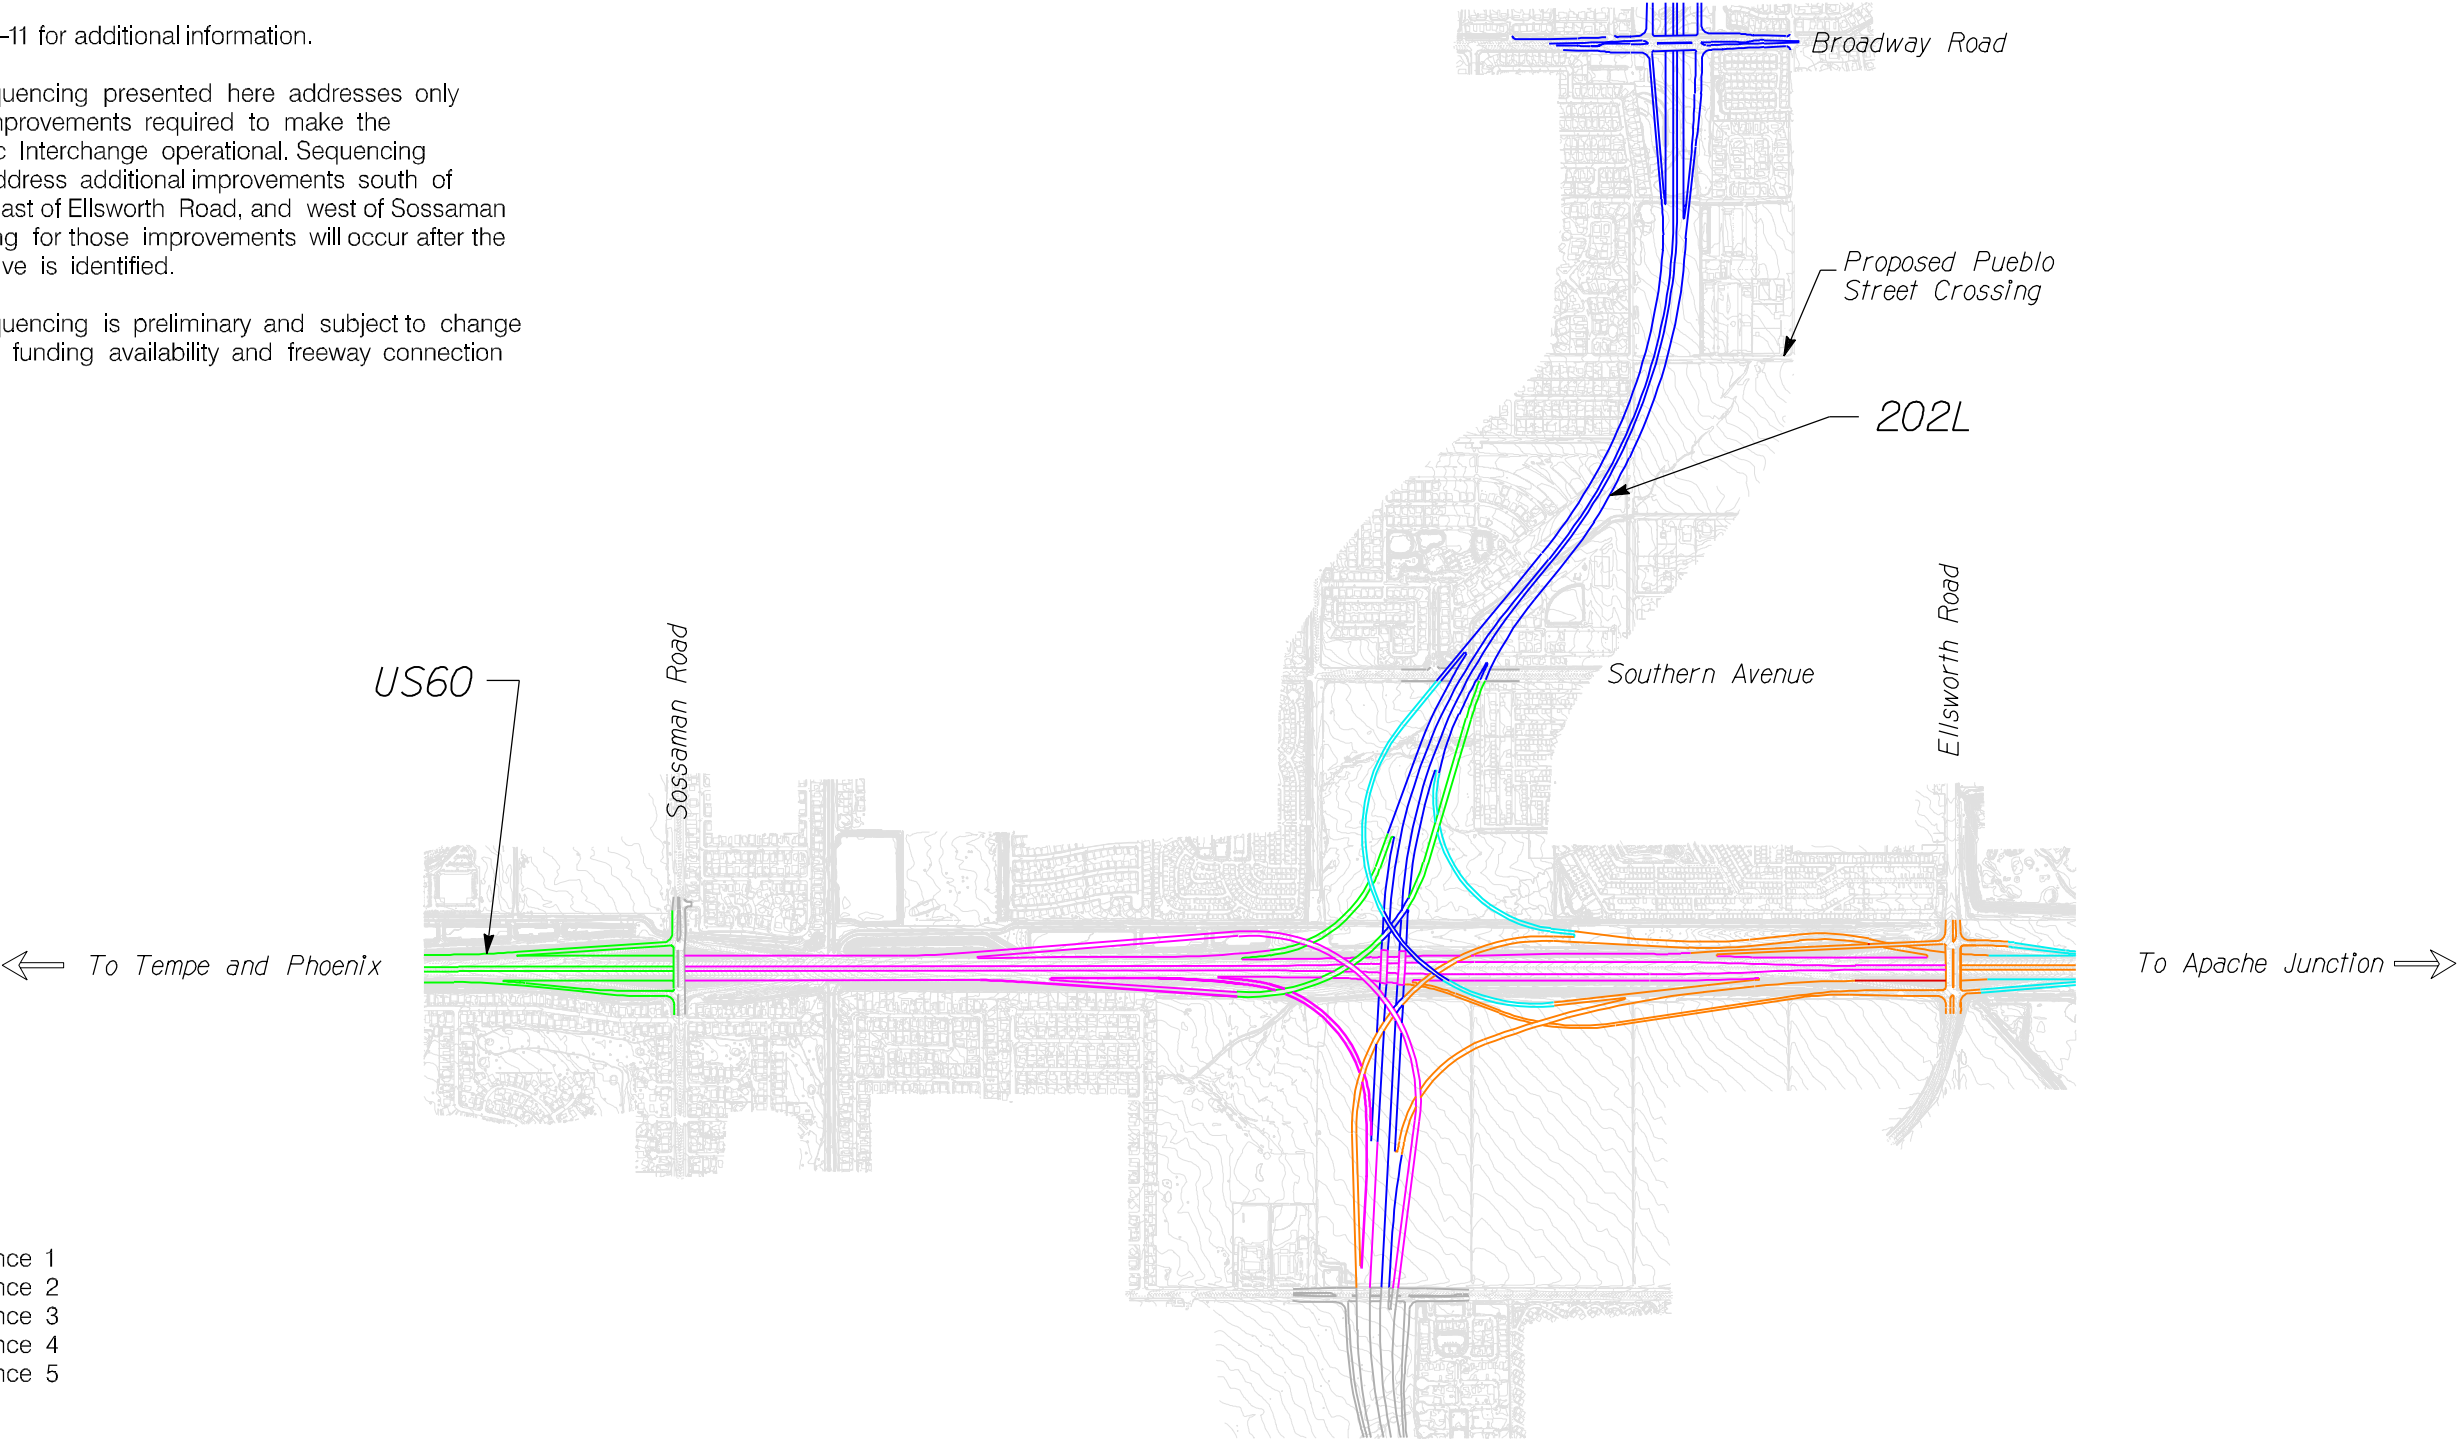 -11 for additional information.
quencing presented here addresses only
provements required to make the
c Interchange operational. Sequencing
ddress additional improvements south of
ast of Ellsworth Road, and west of Sossaman
ng for those improvements will occur after the
ve is identified.
quencing is preliminary and subject to change
funding availability and freeway connection
Broadway Road
Proposed Pueblo
Street Crossing
202L
Ellsworth Road
Sossaman Road
US60
Southern Avenue
To Tempe and Phoenix
To Apache Junction
nce 1
nce 2
nce 3
nce 4
nce 5